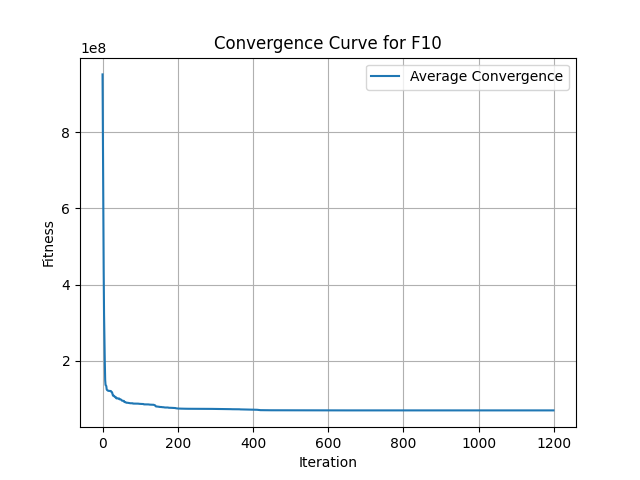 Convergence Curve for F10
1e8
Average Convergence
8
6
4
2
Fitness
0 200 400 600 800 1000 1200
Iteration